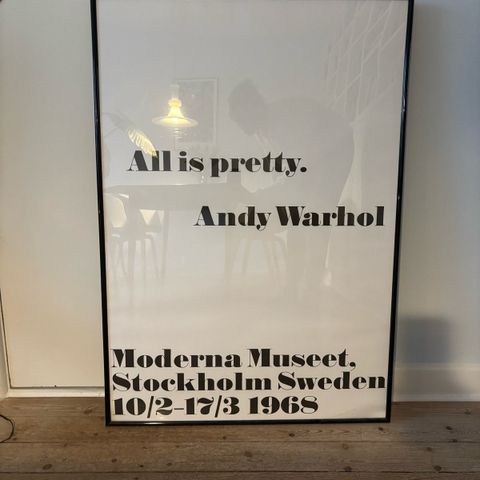 All is pretty.
Andy Warhol
Moderna Museet,
Stockholm Sweden
10/2-17/3 1968